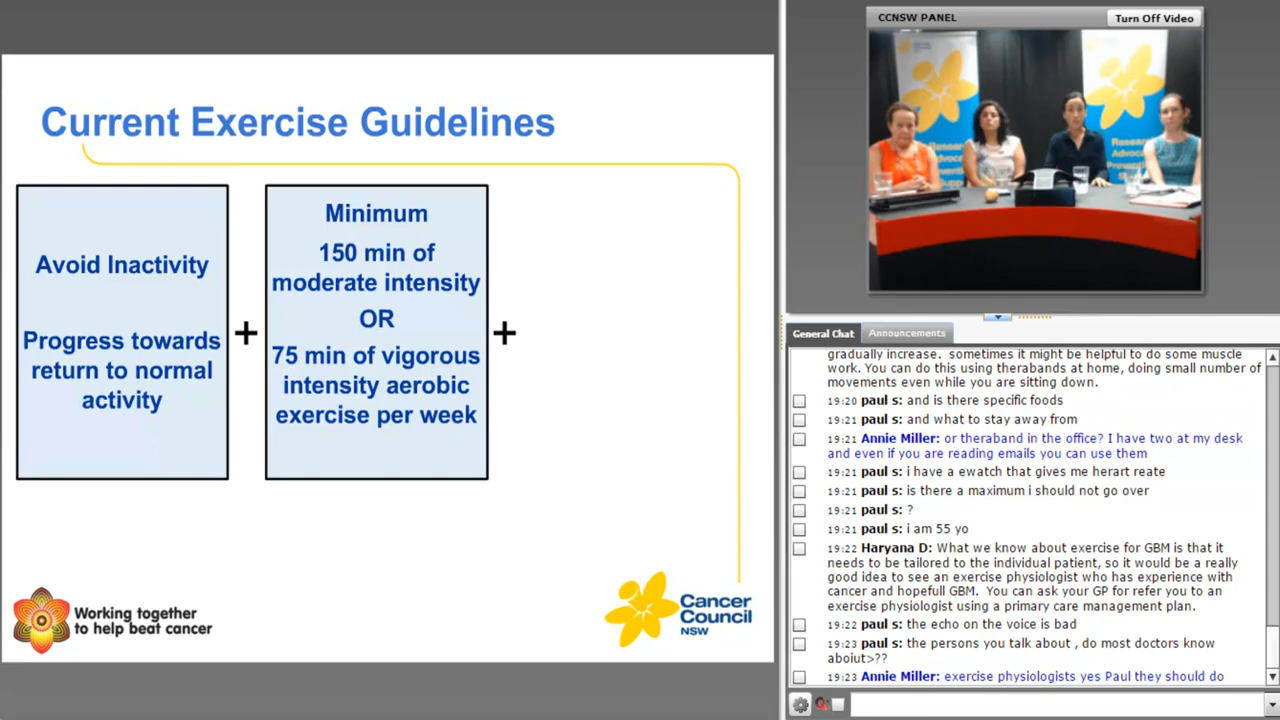 Current Exercise Guidelines
Avoid Inactivity
Progress towards
return to normal
activity
+
Minimum
150 min of
moderate intensity
OR
75 min of vigorous
intensity aerobic
exercise per week
+
Working together
to help beat cancer
Cancer
Council
NSW
CCNSW PANEL
Turn Off Video
General Chat
Announcements
gradually increase. sometimes it might be helpful to do some muscle
work. You can do this using therabands at home, doing small number of
movements even while you are sitting down.
19:20 paul s: and is there specific foods
19:21 paul s: and what to stay away from
19:21 Annie Miller: or theraband in the office? I have two at my desk
and even if you are reading emails you can use them
19:21 paul s: i have a ewatch that gives me herart reate
19:21 paul s: is there a maximum i should not go over
19:21 paul s: ?
19:21 paul s: i am 55 yo
19:22 Haryana D: What we know about exercise for GBM is that it
needs to be tailored to the individual patient, so it would be a really
good idea to see an exercise physiologist who has experience with
cancer and hopefull GBM. You can ask your GP for refer you to an
exercise physiologist using a primary care management plan.
19:22 paul s: the echo on the voice is bad
19:23 paul s: the persons you talk about , do most doctors know
aboiut>??
19:23 Annie Miller: exercise physiologists yes Paul they should do